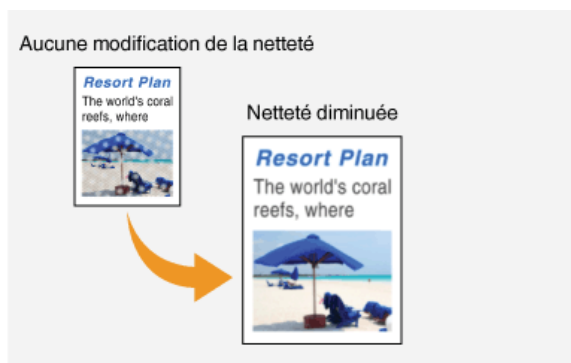 Aucune modification de la netteté
Resort Plan
The world's coral
reefs, where
Netteté diminuée
Resort Plan
The world's coral
reefs, where